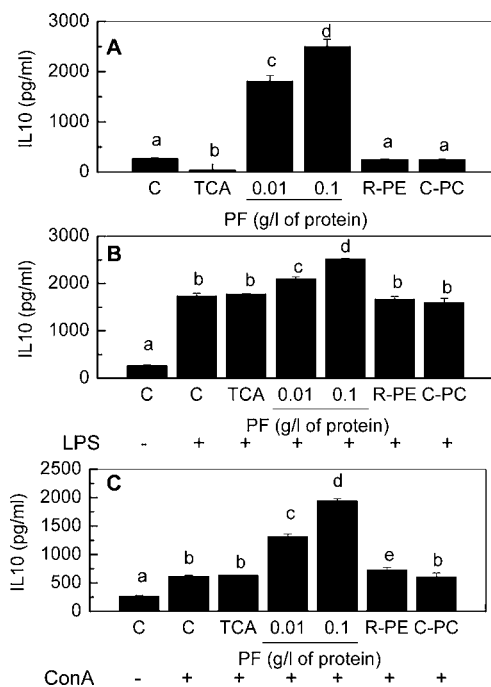 A
IL10 (pg/ml)
3000
2000
1000
0
a
b
c
d
a
a
C TCA 0.01 0.1 R-PE C-PC
PF (g/l of protein)
B
IL10 (pg/ml)
3000
2000
1000
0
a
b
b
c
d
b
b
C C TCA 0.01 0.1 R-PE C-PC
PF (g/l of protein)
LPS - + + + + + +
C
IL10 (pg/ml)
2500
2000
1500
1000
500
0
a
b
b
c
d
e
b
C C TCA 0.01 0.1 R-PE C-PC
PF (g/l of protein)
ConA - + + + + + +